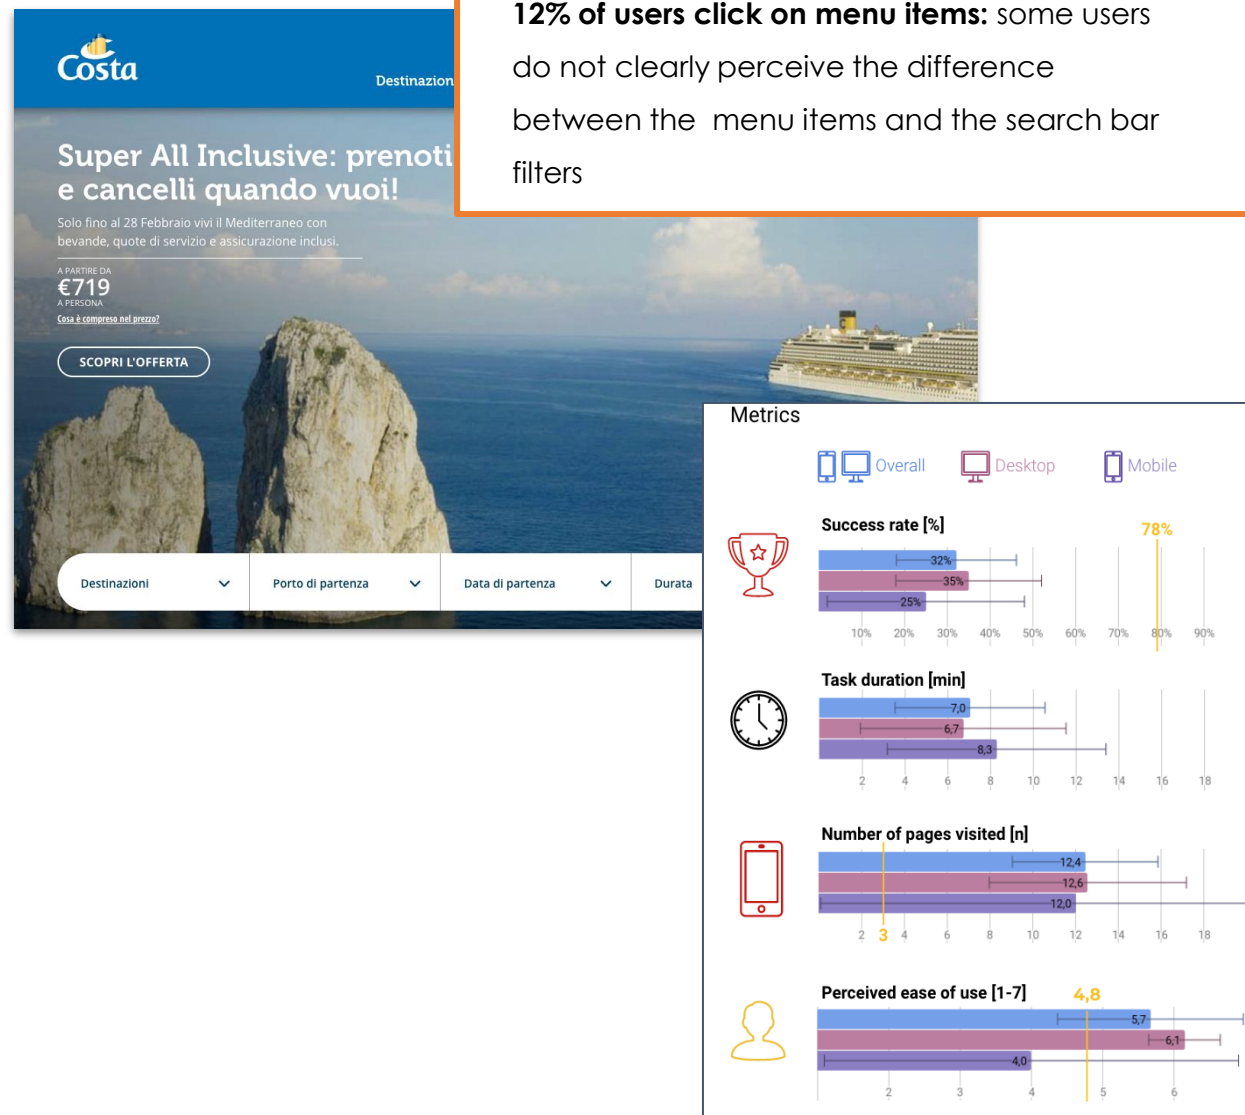 12% of users click on menu items: some users
do not clearly perceive the difference
between the menu items and the search bar
filters
Costa
Destinazion
Super All Inclusive: prenoti
e cancelli quando vuoi!
Solo fino al 28 Febbraio vivi il Mediterraneo con
bevande, quote di servizio e assicurazione inclusi.
A PARTIRE DA
€719
A PERSONA
Cosa è compreso nel prezzo?
SCOPRI L'OFFERTA
Destinazioni
Porto di partenza
Data di partenza
Durata
Metrics
Overall
Desktop
Mobile
Success rate [%]
78%
32%
35%
25%
10% 20% 30% 40% 50% 60% 70% 80% 90%
Task duration [min]
7,0
6,7
8,3
2 4 6 8 10 12 14 16 18
Number of pages visited [n]
12,4
12,6
12,0
2 3 4 6 8 10 12 14 16 18
Perceived ease of use [1-7]
4,8
5,7
6,1
4,0
2 3 4 5 6